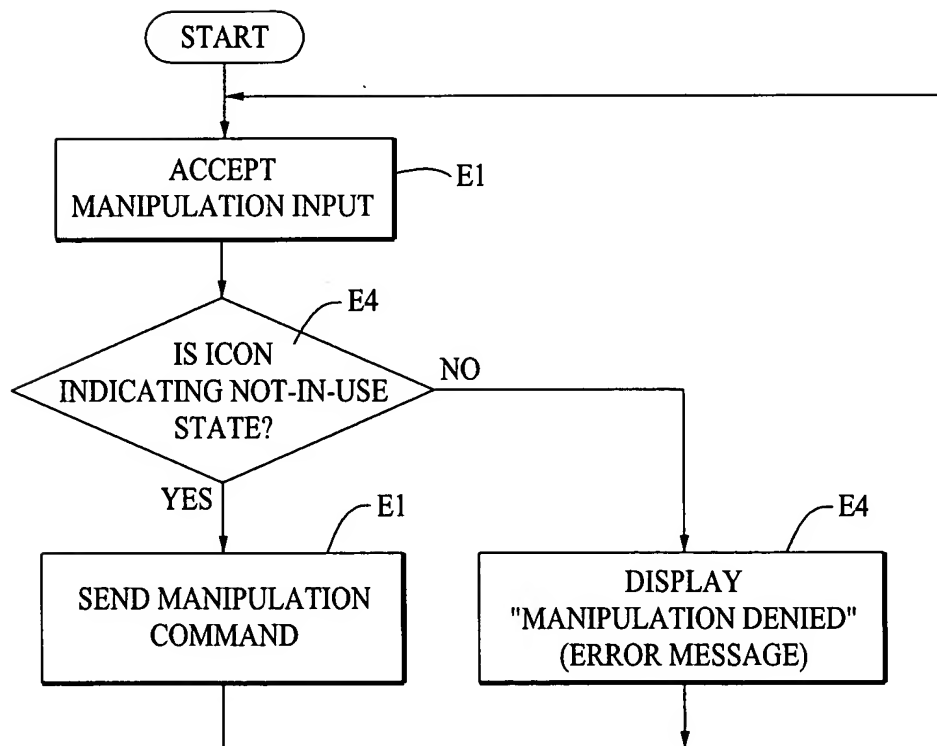 START
ACCEPT
MANIPULATION INPUT
E1
E4
IS ICON
INDICATING NOT-IN-USE
STATE?
NO
YES
E1
SEND MANIPULATION
COMMAND
E4
DISPLAY
"MANIPULATION DENIED"
(ERROR MESSAGE)